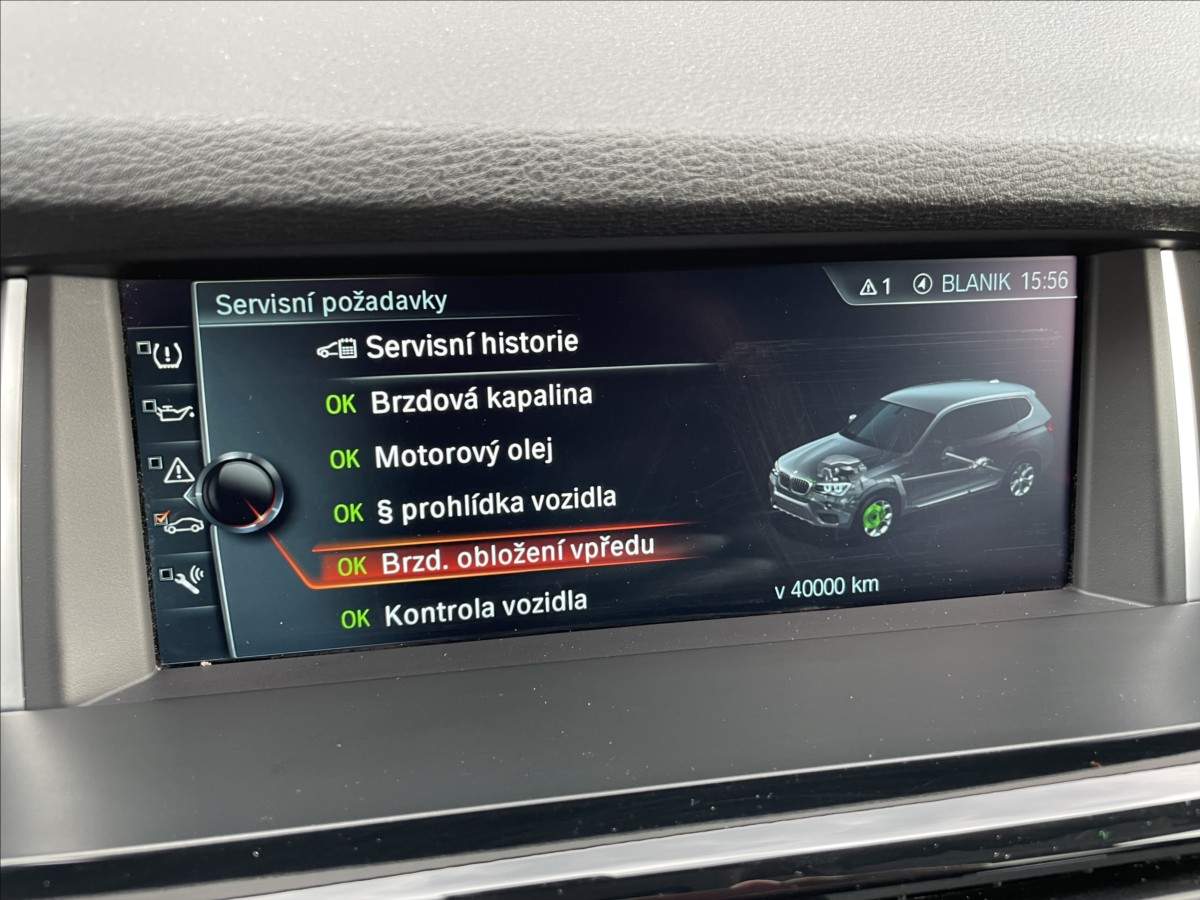 Servisní požadavky
1 BLANIK 15:56
Servisní historie
OK Brzdová kapalina
OK Motorový olej
OK § prohlídka vozidla
OK Brzd. obložení vpředu
OK Kontrola vozidla
v 40000 km